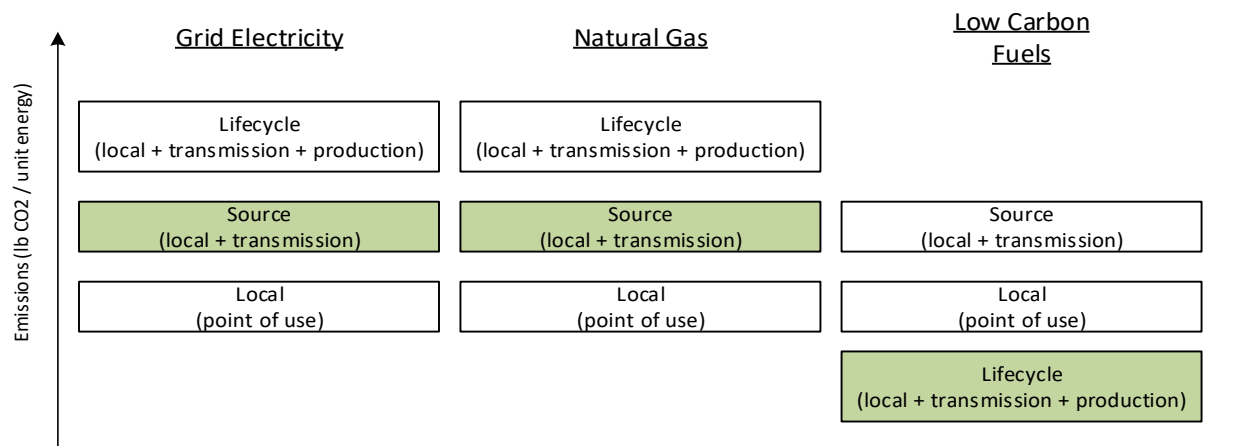 Grid Electricity
Natural Gas
Low Carbon
Fuels
Emissions (lb CO2 / unit energy)
Lifecycle
(local + transmission + production)
Lifecycle
(local + transmission + production)
Source
(local + transmission)
Source
(local + transmission)
Source
(local + transmission)
Local
(point of use)
Local
(point of use)
Local
(point of use)
Lifecycle
(local + transmission + production)